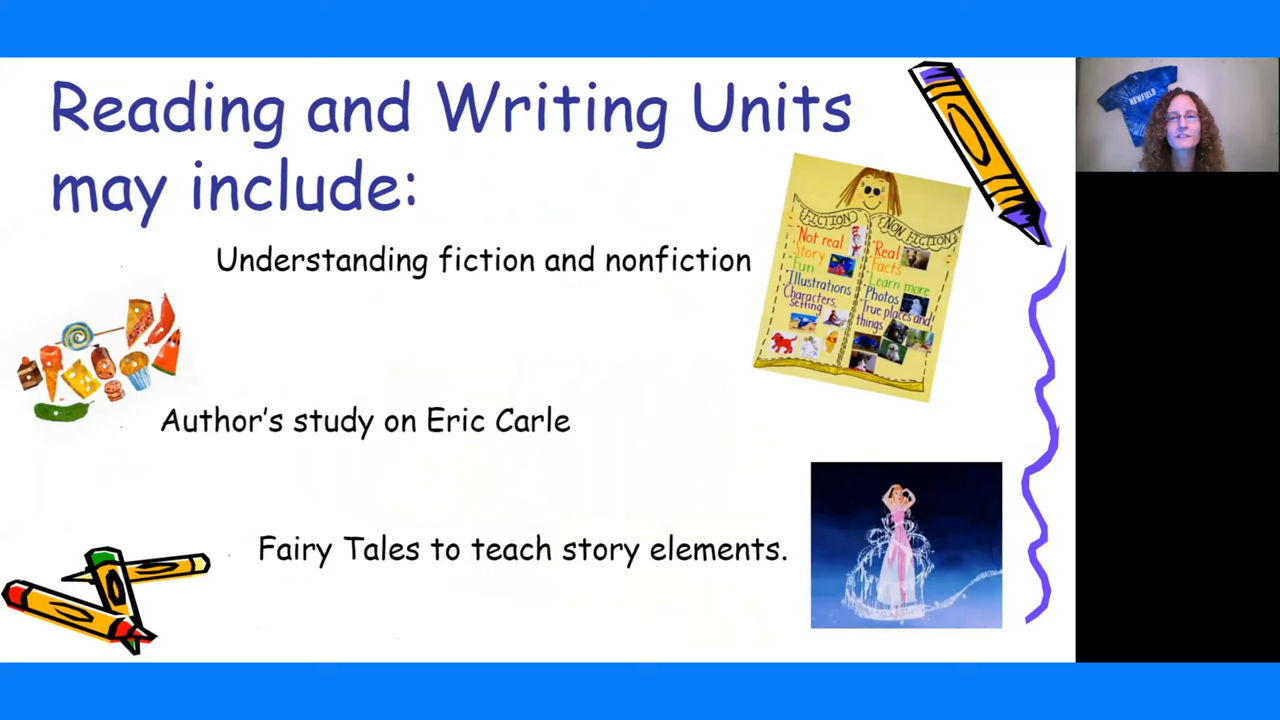 Reading and Writing Units
may include:
Understanding fiction and nonfiction
FICTION
Not real
Story
Fun
Illustrations
Characters,
setting
NON FICTION
Real
Facts
Learn more
Photos
True places and
things
Author's study on Eric Carle
Fairy Tales to teach story elements.
NEWFIELD